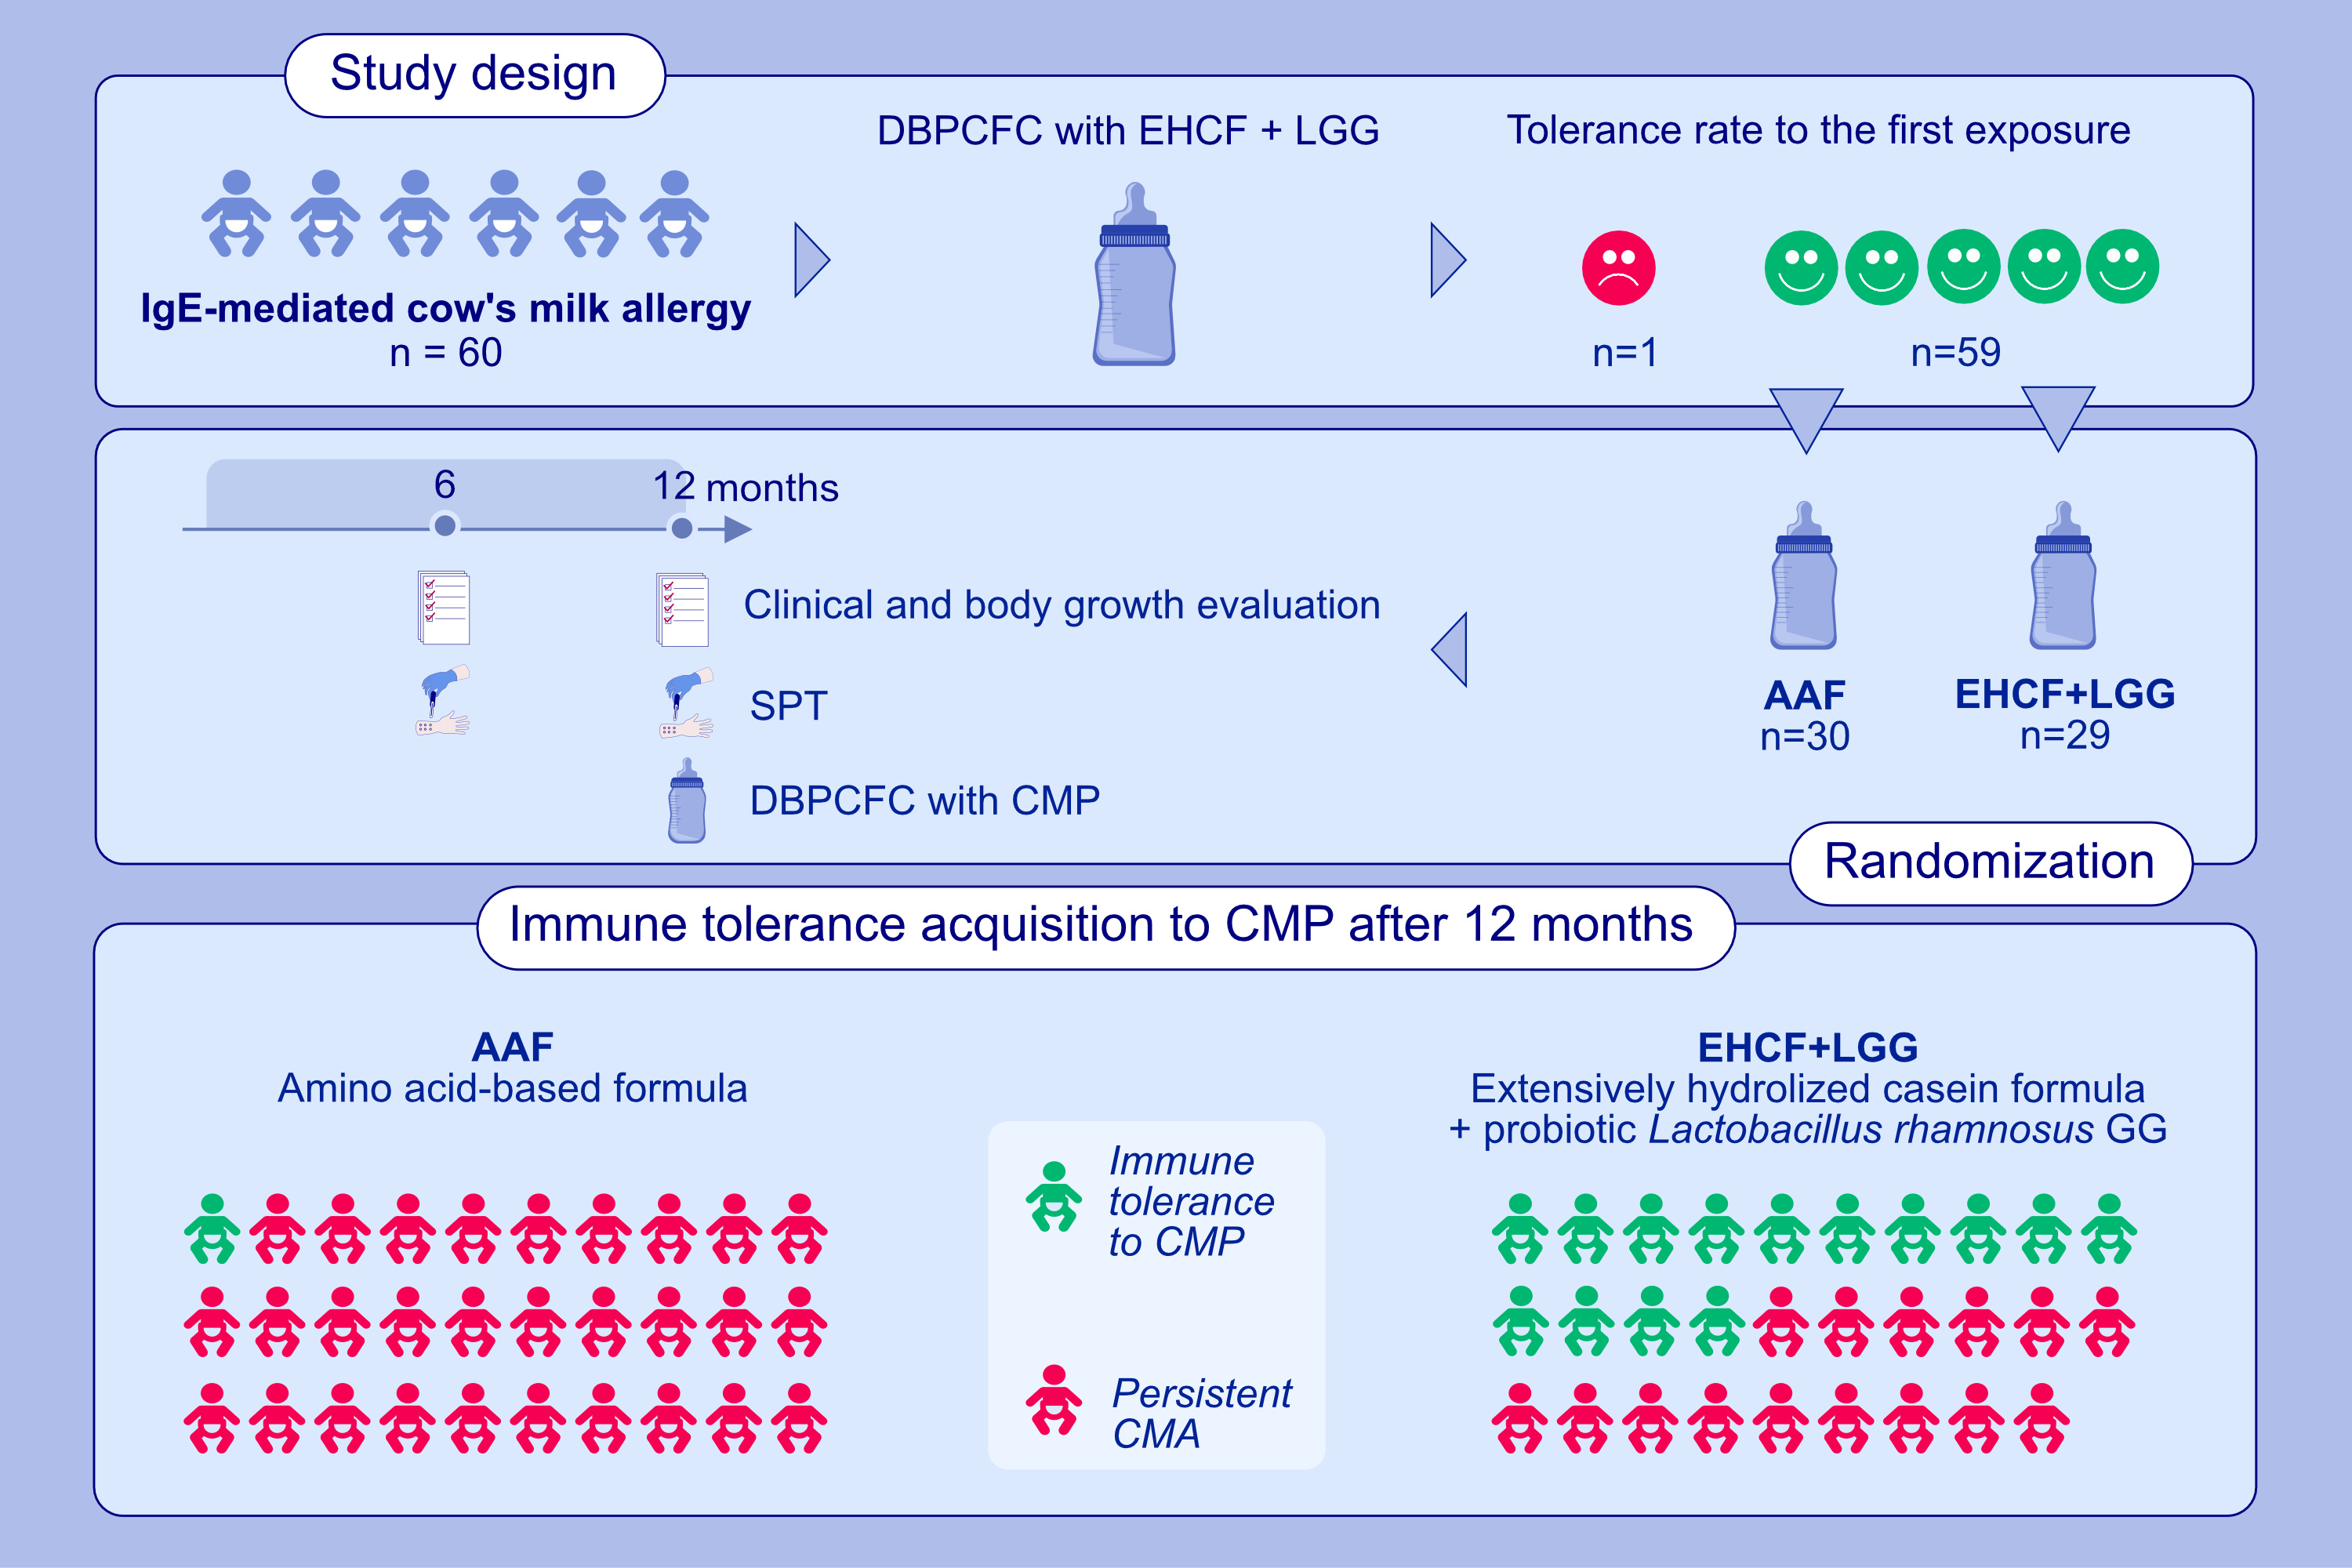 Study design
IgE-mediated cow's milk allergy
n = 60
DBPCFC with EHCF + LGG
Tolerance rate to the first exposure
n=1
n=59
6
12 months
Clinical and body growth evaluation
SPT
DBPCFC with CMP
AAF
n=30
EHCF+LGG
n=29
Randomization
Immune tolerance acquisition to CMP after 12 months
AAF
Amino acid-based formula
Immune
tolerance
to CMP
Persistent
CMA
EHCF+LGG
Extensively hydrolized casein formula
+ probiotic Lactobacillus rhamnosus GG